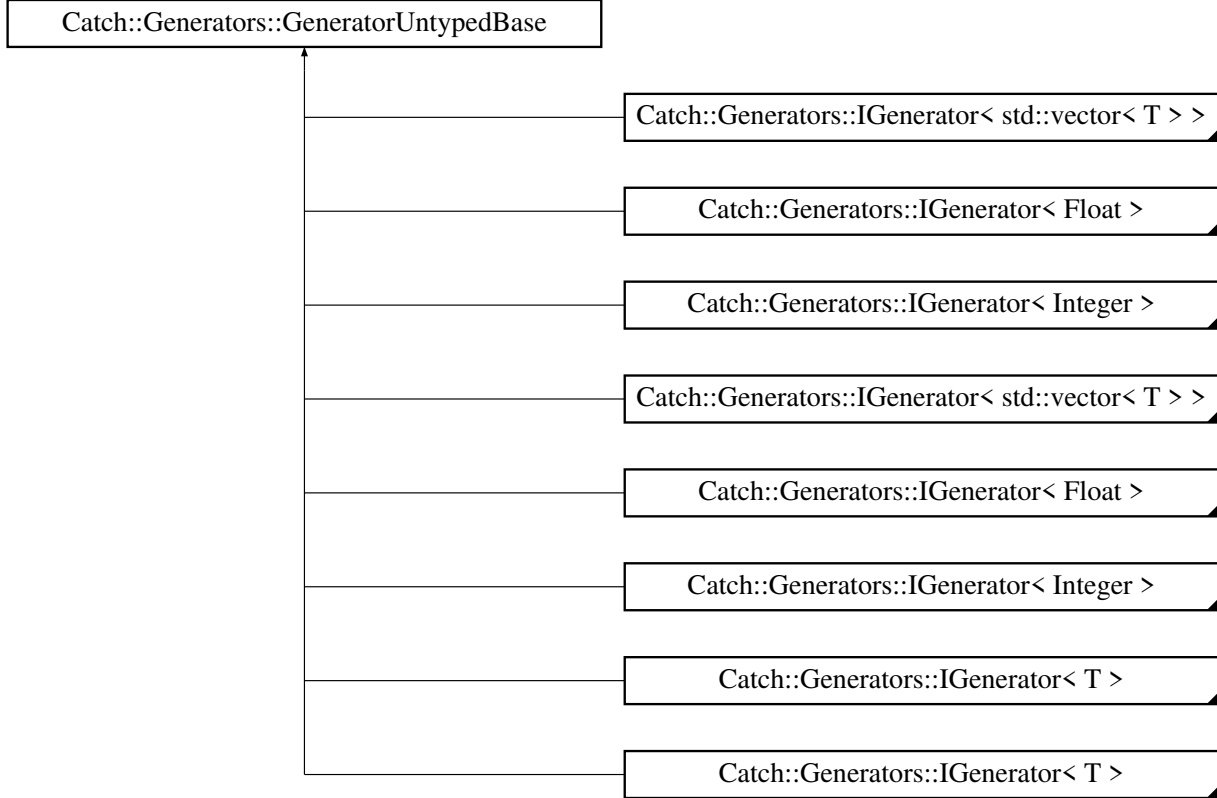 Catch::Generators::GeneratorUntypedBase
Catch::Generators::IGenerator< std::vector< T > >
Catch::Generators::IGenerator< Float >
Catch::Generators::IGenerator< Integer >
Catch::Generators::IGenerator< std::vector< T > >
Catch::Generators::IGenerator< Float >
Catch::Generators::IGenerator< Integer >
Catch::Generators::IGenerator< T >
Catch::Generators::IGenerator< T >